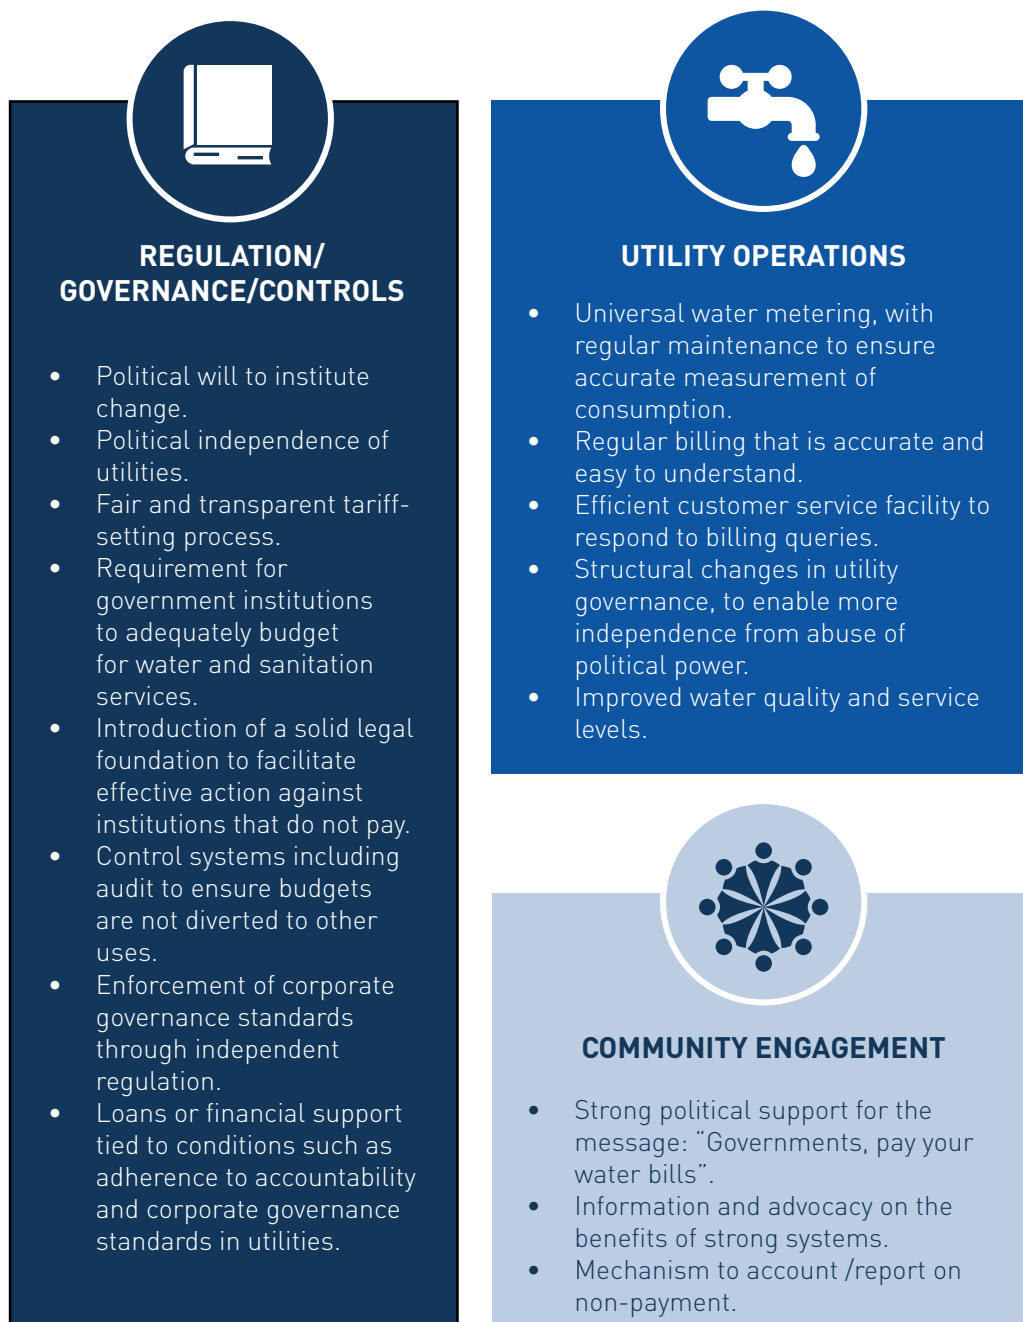 REGULATION/
GOVERNANCE/CONTROLS
• Political will to institute
change.
• Political independence of
utilities.
• Fair and transparent tariff-
setting process.
• Requirement for
government institutions
to adequately budget
for water and sanitation
services.
• Introduction of a solid legal
foundation to facilitate
effective action against
institutions that do not pay.
• Control systems including
audit to ensure budgets
are not diverted to other
uses.
• Enforcement of corporate
governance standards
through independent
regulation.
• Loans or financial support
tied to conditions such as
adherence to accountability
and corporate governance
standards in utilities.
UTILITY OPERATIONS
• Universal water metering, with
regular maintenance to ensure
accurate measurement of
consumption.
• Regular billing that is accurate and
easy to understand.
• Efficient customer service facility to
respond to billing queries.
• Structural changes in utility
governance, to enable more
independence from abuse of
political power.
• Improved water quality and service
levels.
COMMUNITY ENGAGEMENT
• Strong political support for the
message: “Governments, pay your
water bills”.
• Information and advocacy on the
benefits of strong systems.
• Mechanism to account /report on
non-payment.